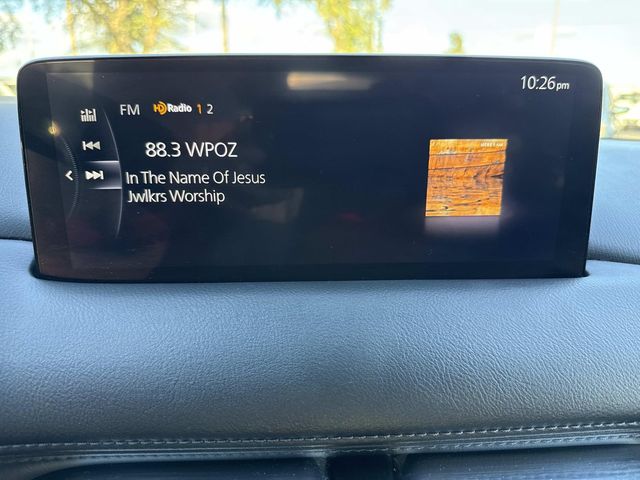 10:26pm
FM HD Radio 1 2
88.3 WPOZ
In The Name Of Jesus
Jwlkrs Worship